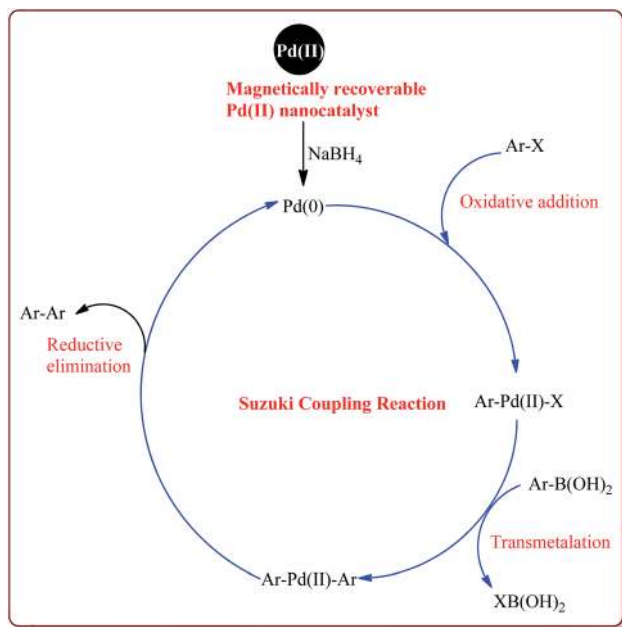 Pd(II)
Magnetically recoverable
Pd(II) nanocatalyst
NaBH₄
Ar-X
Oxidative addition
Pd(0)
Ar-Ar
Reductive
elimination
Suzuki Coupling Reaction
Ar-Pd(II)-X
Ar-B(OH)₂
Transmetalation
Ar-Pd(II)-Ar
XB(OH)₂